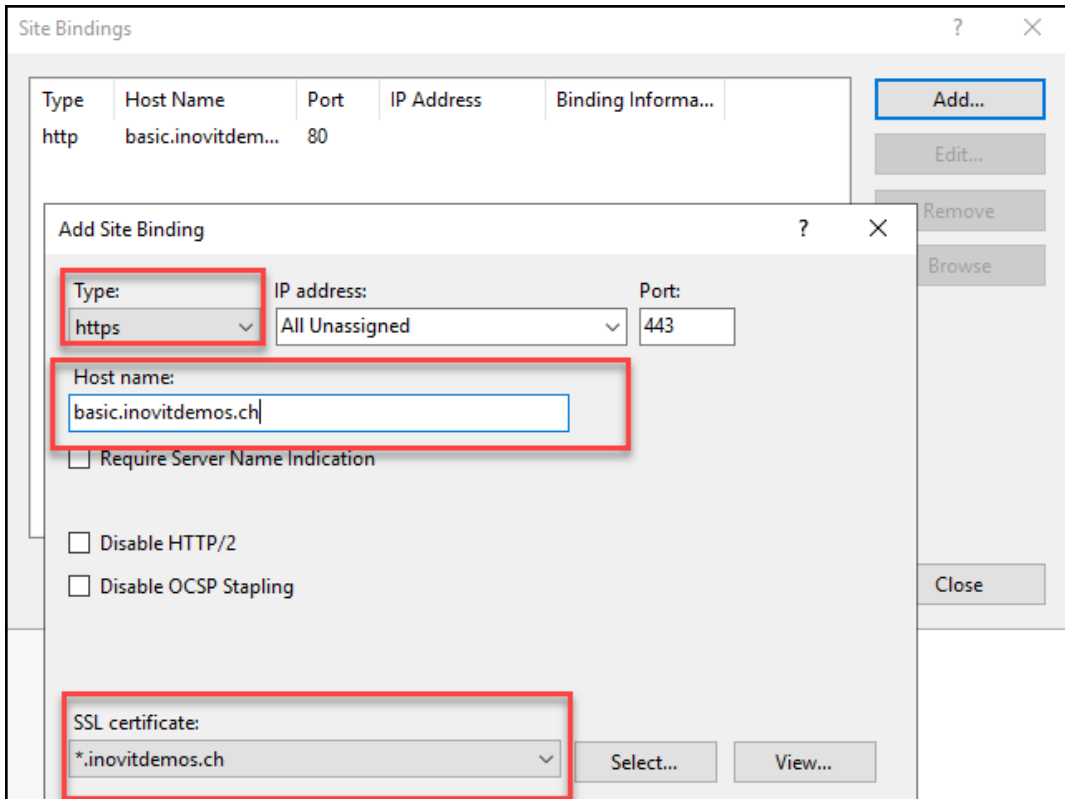 Site Bindings ?
Type Host Name Port IP Address Binding Informa...
http basic.inovitdem... 80
Add...
Edit...
Remove
Browse
Add Site Binding ?
Type: IP address: Port:
https All Unassigned 443
Host name:
basic.inovitdemos.ch
Require Server Name Indication
Disable HTTP/2
Disable OCSP Stapling
Close
SSL certificate:
*.inovitdemos.ch Select... View...